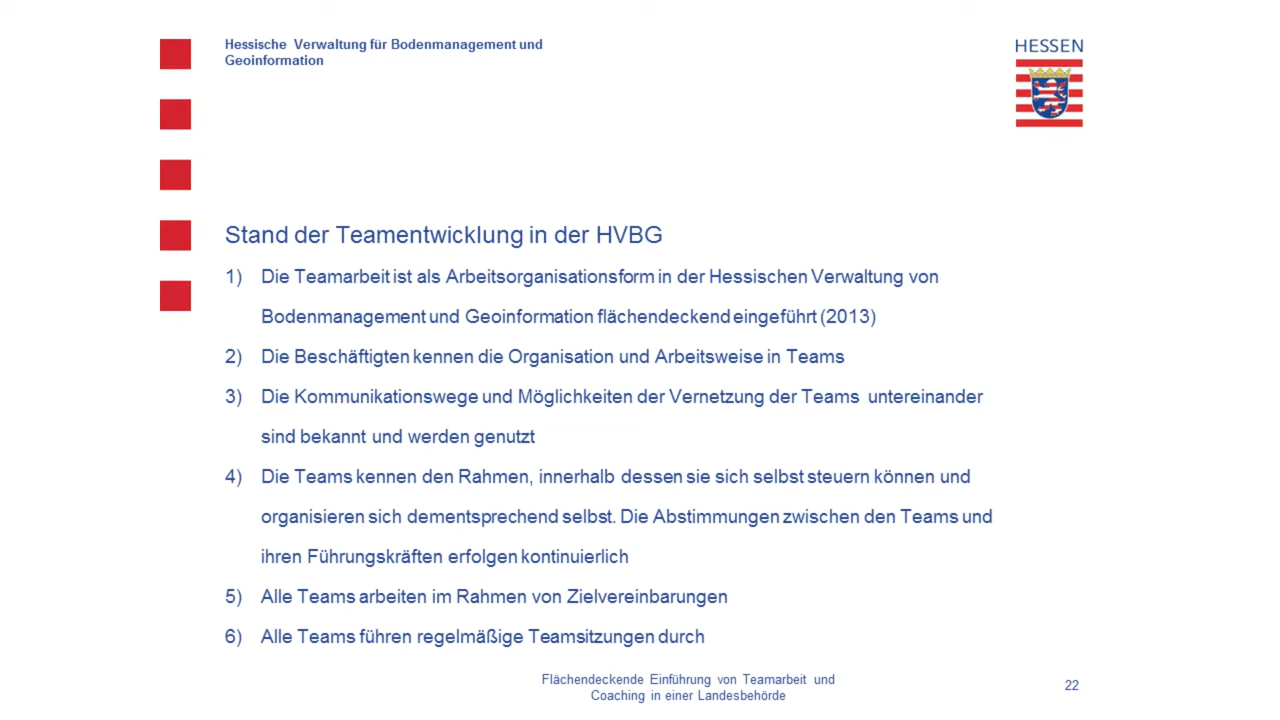 Hessische Verwaltung für Bodenmanagement und
Geoinformation
HESSEN
Stand der Teamentwicklung in der HVBG
1) Die Teamarbeit ist als Arbeitsorganisationsform in der Hessischen Verwaltung von
Bodenmanagement und Geoinformation flächendeckend eingeführt (2013)
2) Die Beschäftigten kennen die Organisation und Arbeitsweise in Teams
3) Die Kommunikationswege und Möglichkeiten der Vernetzung der Teams untereinander
sind bekannt und werden genutzt
4) Die Teams kennen den Rahmen, innerhalb dessen sie sich selbst steuern können und
organisieren sich dementsprechend selbst. Die Abstimmungen zwischen den Teams und
ihren Führungskräften erfolgen kontinuierlich
5) Alle Teams arbeiten im Rahmen von Zielvereinbarungen
6) Alle Teams führen regelmäßige Teamsitzungen durch
Flächendeckende Einführung von Teamarbeit und
Coaching in einer Landesbehörde
22